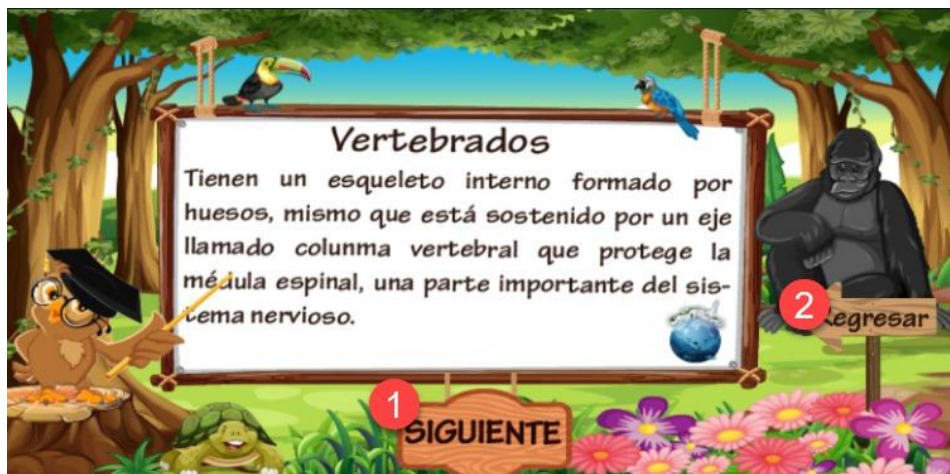 Vertebrados
Tienen un esqueleto interno formado por
huesos, mismo que está sostenido por un eje
llamado colunma vertebral que protege la
médula espinal, una parte importante del sis-
tema nervioso.
2
Regresar
1
SIGUIENTE